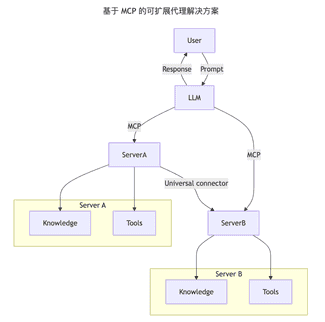 基于 MCP 的可扩展代理解决方案
User
Response
Prompt
LLM
MCP
MCP
ServerA
Universal connector
Server A
Knowledge
Tools
ServerB
Server B
Knowledge
Tools